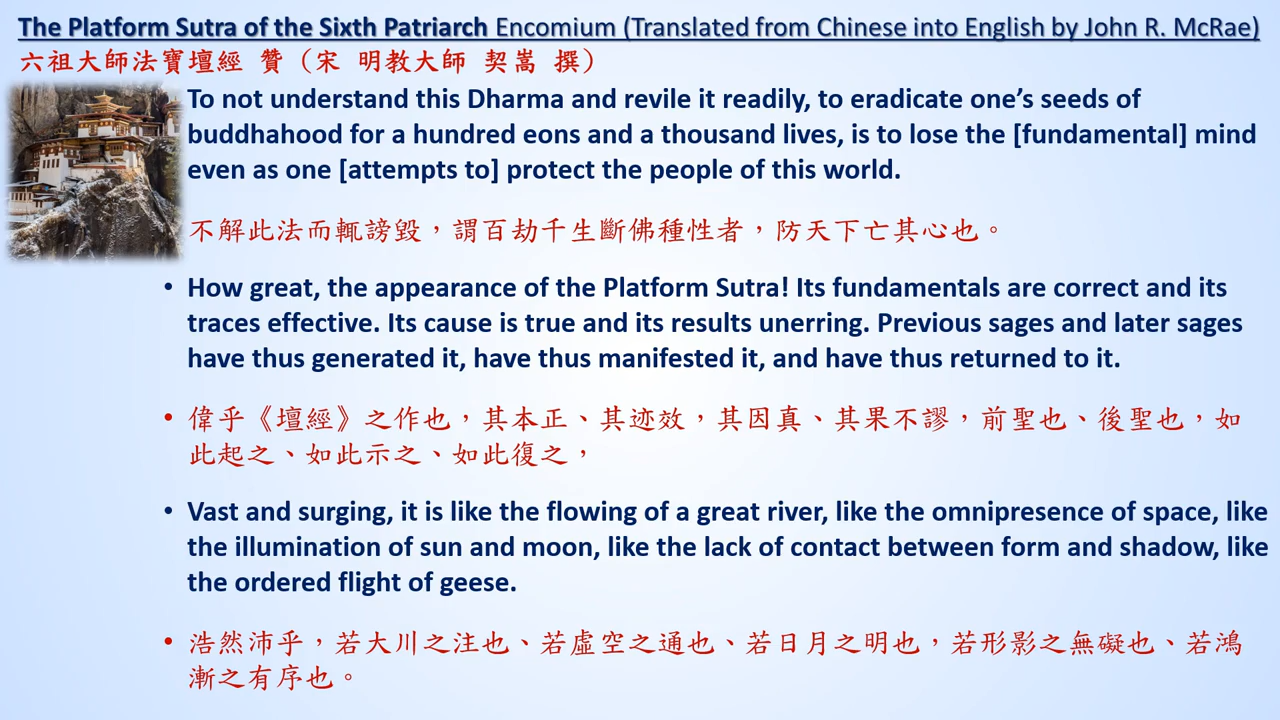 The Platform Sutra of the Sixth Patriarch Encomium (Translated from Chinese into English by John R. McRae)
六祖大師法寶壇經 贊 (宋 明教大師 契嵩 撰)
To not understand this Dharma and revile it readily, to eradicate one's seeds of
buddhahood for a hundred eons and a thousand lives, is to lose the [fundamental] mind
even as one [attempts to] protect the people of this world.
不解此法而輒謗毀，謂百劫千生斷佛種性者，防天下亡其心也。
• How great, the appearance of the Platform Sutra! Its fundamentals are correct and its
traces effective. Its cause is true and its results unerring. Previous sages and later sages
have thus generated it, have thus manifested it, and have thus returned to it.
• 偉乎《壇經》之作也，其本正、其迹效，其因真、其果不謬，前聖也、後聖也，如
此起之、如此示之、如此復之，
• Vast and surging, it is like the flowing of a great river, like the omnipresence of space, like
the illumination of sun and moon, like the lack of contact between form and shadow, like
the ordered flight of geese.
• 浩然沛乎，若大川之注也、若虛空之通也、若日月之明也，若形影之無礙也、若鴻
漸之有序也。